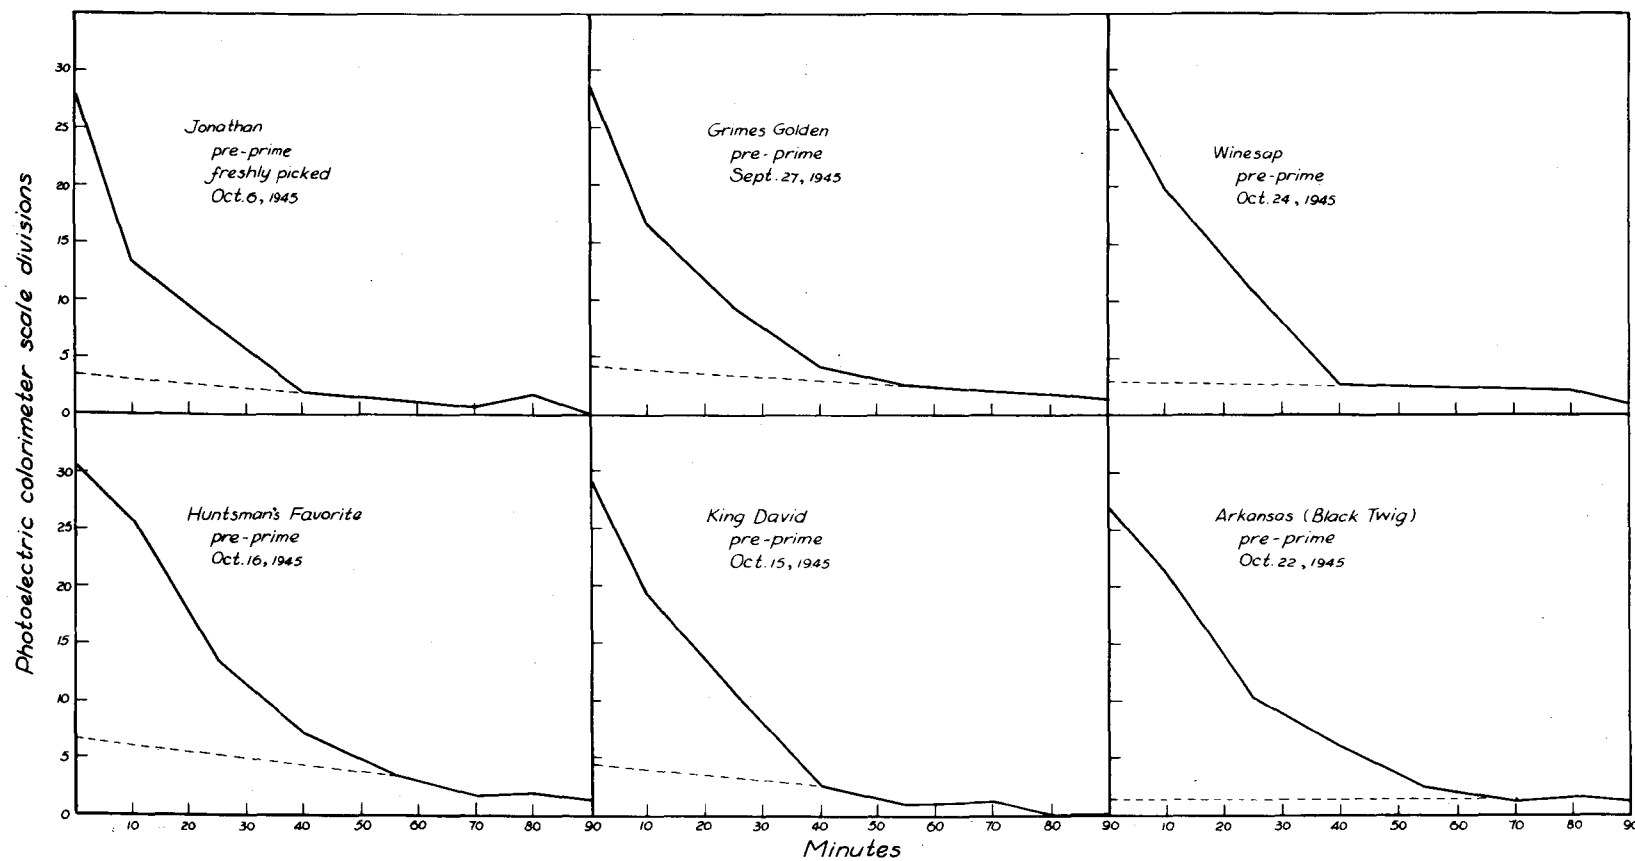 Photoelectric colorimeter scale divisions
30
25
20
15
10
5
0
Jonathan
pre-prime
freshly picked
Oct. 6, 1945
Grimes Golden
pre-prime
Sept. 27, 1945
Winesap
pre-prime
Oct. 24, 1945
30
25
20
15
10
5
0
Huntsman's Favorite
pre-prime
Oct. 16, 1945
King David
pre-prime
Oct. 15, 1945
Arkansas (Black Twig)
pre-prime
Oct. 22, 1945
10 20 30 40 50 60 70 80 90 10 20 30 40 50 60 70 80 90 10 20 30 40 50 60 70 80 90
Minutes